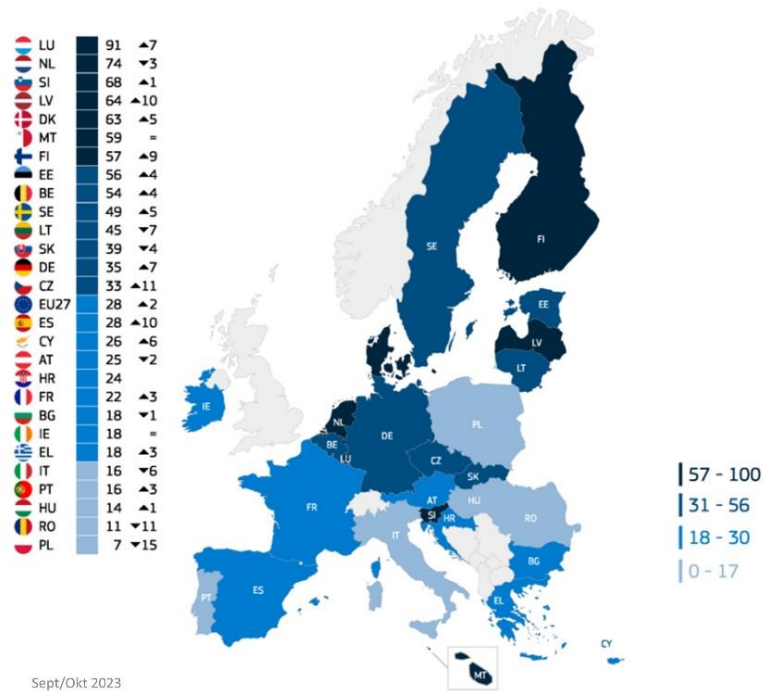 LU 91 ▲7
NL 74 ▼3
SI 68 ▲1
LV 64 ▲10
DK 63 ▲5
MT 59 =
FI 57 ▲9
EE 56 ▲4
BE 54 ▲4
SE 49 ▲5
LT 45 ▼7
SK 39 ▼4
DE 35 ▲7
CZ 33 ▲11
EU27 28 ▲2
ES 28 ▲10
CY 26 ▲6
AT 25 ▼2
HR 24
FR 22 ▲3
BG 18 ▼1
IE 18 =
EL 18 ▲3
IT 16 ▼6
PT 16 ▲3
HU 14 ▲1
RO 11 ▼11
PL 7 ▼15
SE
FI
EE
LV
LT
IE
NL
BE
LU
DE
PL
CZ
SK
FR
AT
HU
SI
HR
RO
IT
BG
PT
ES
EL
CY
MT
57 - 100
31 - 56
18 - 30
0 - 17
Sept/Okt 2023